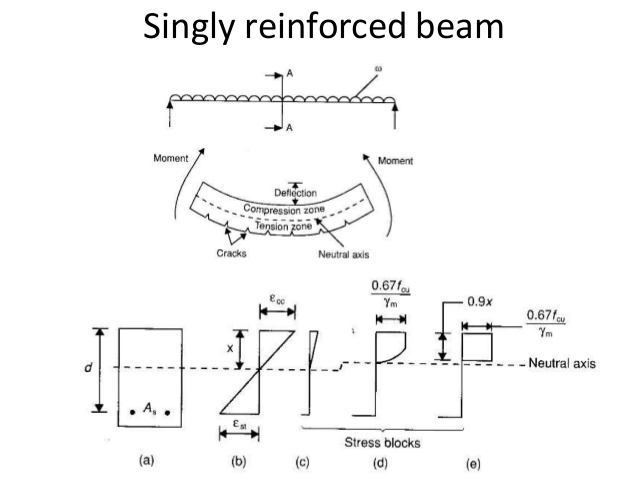 Singly reinforced beam
A
ω
A
Moment
Moment
Deflection
Compression zone
Tension zone
Cracks
Neutral axis
0.67f_cu
γ_m
0.9x
0.67f_cu
γ_m
ε_cc
x
d
Neutral axis
A_s
ε_st
Stress blocks
(a)
(b)
(c)
(d)
(e)